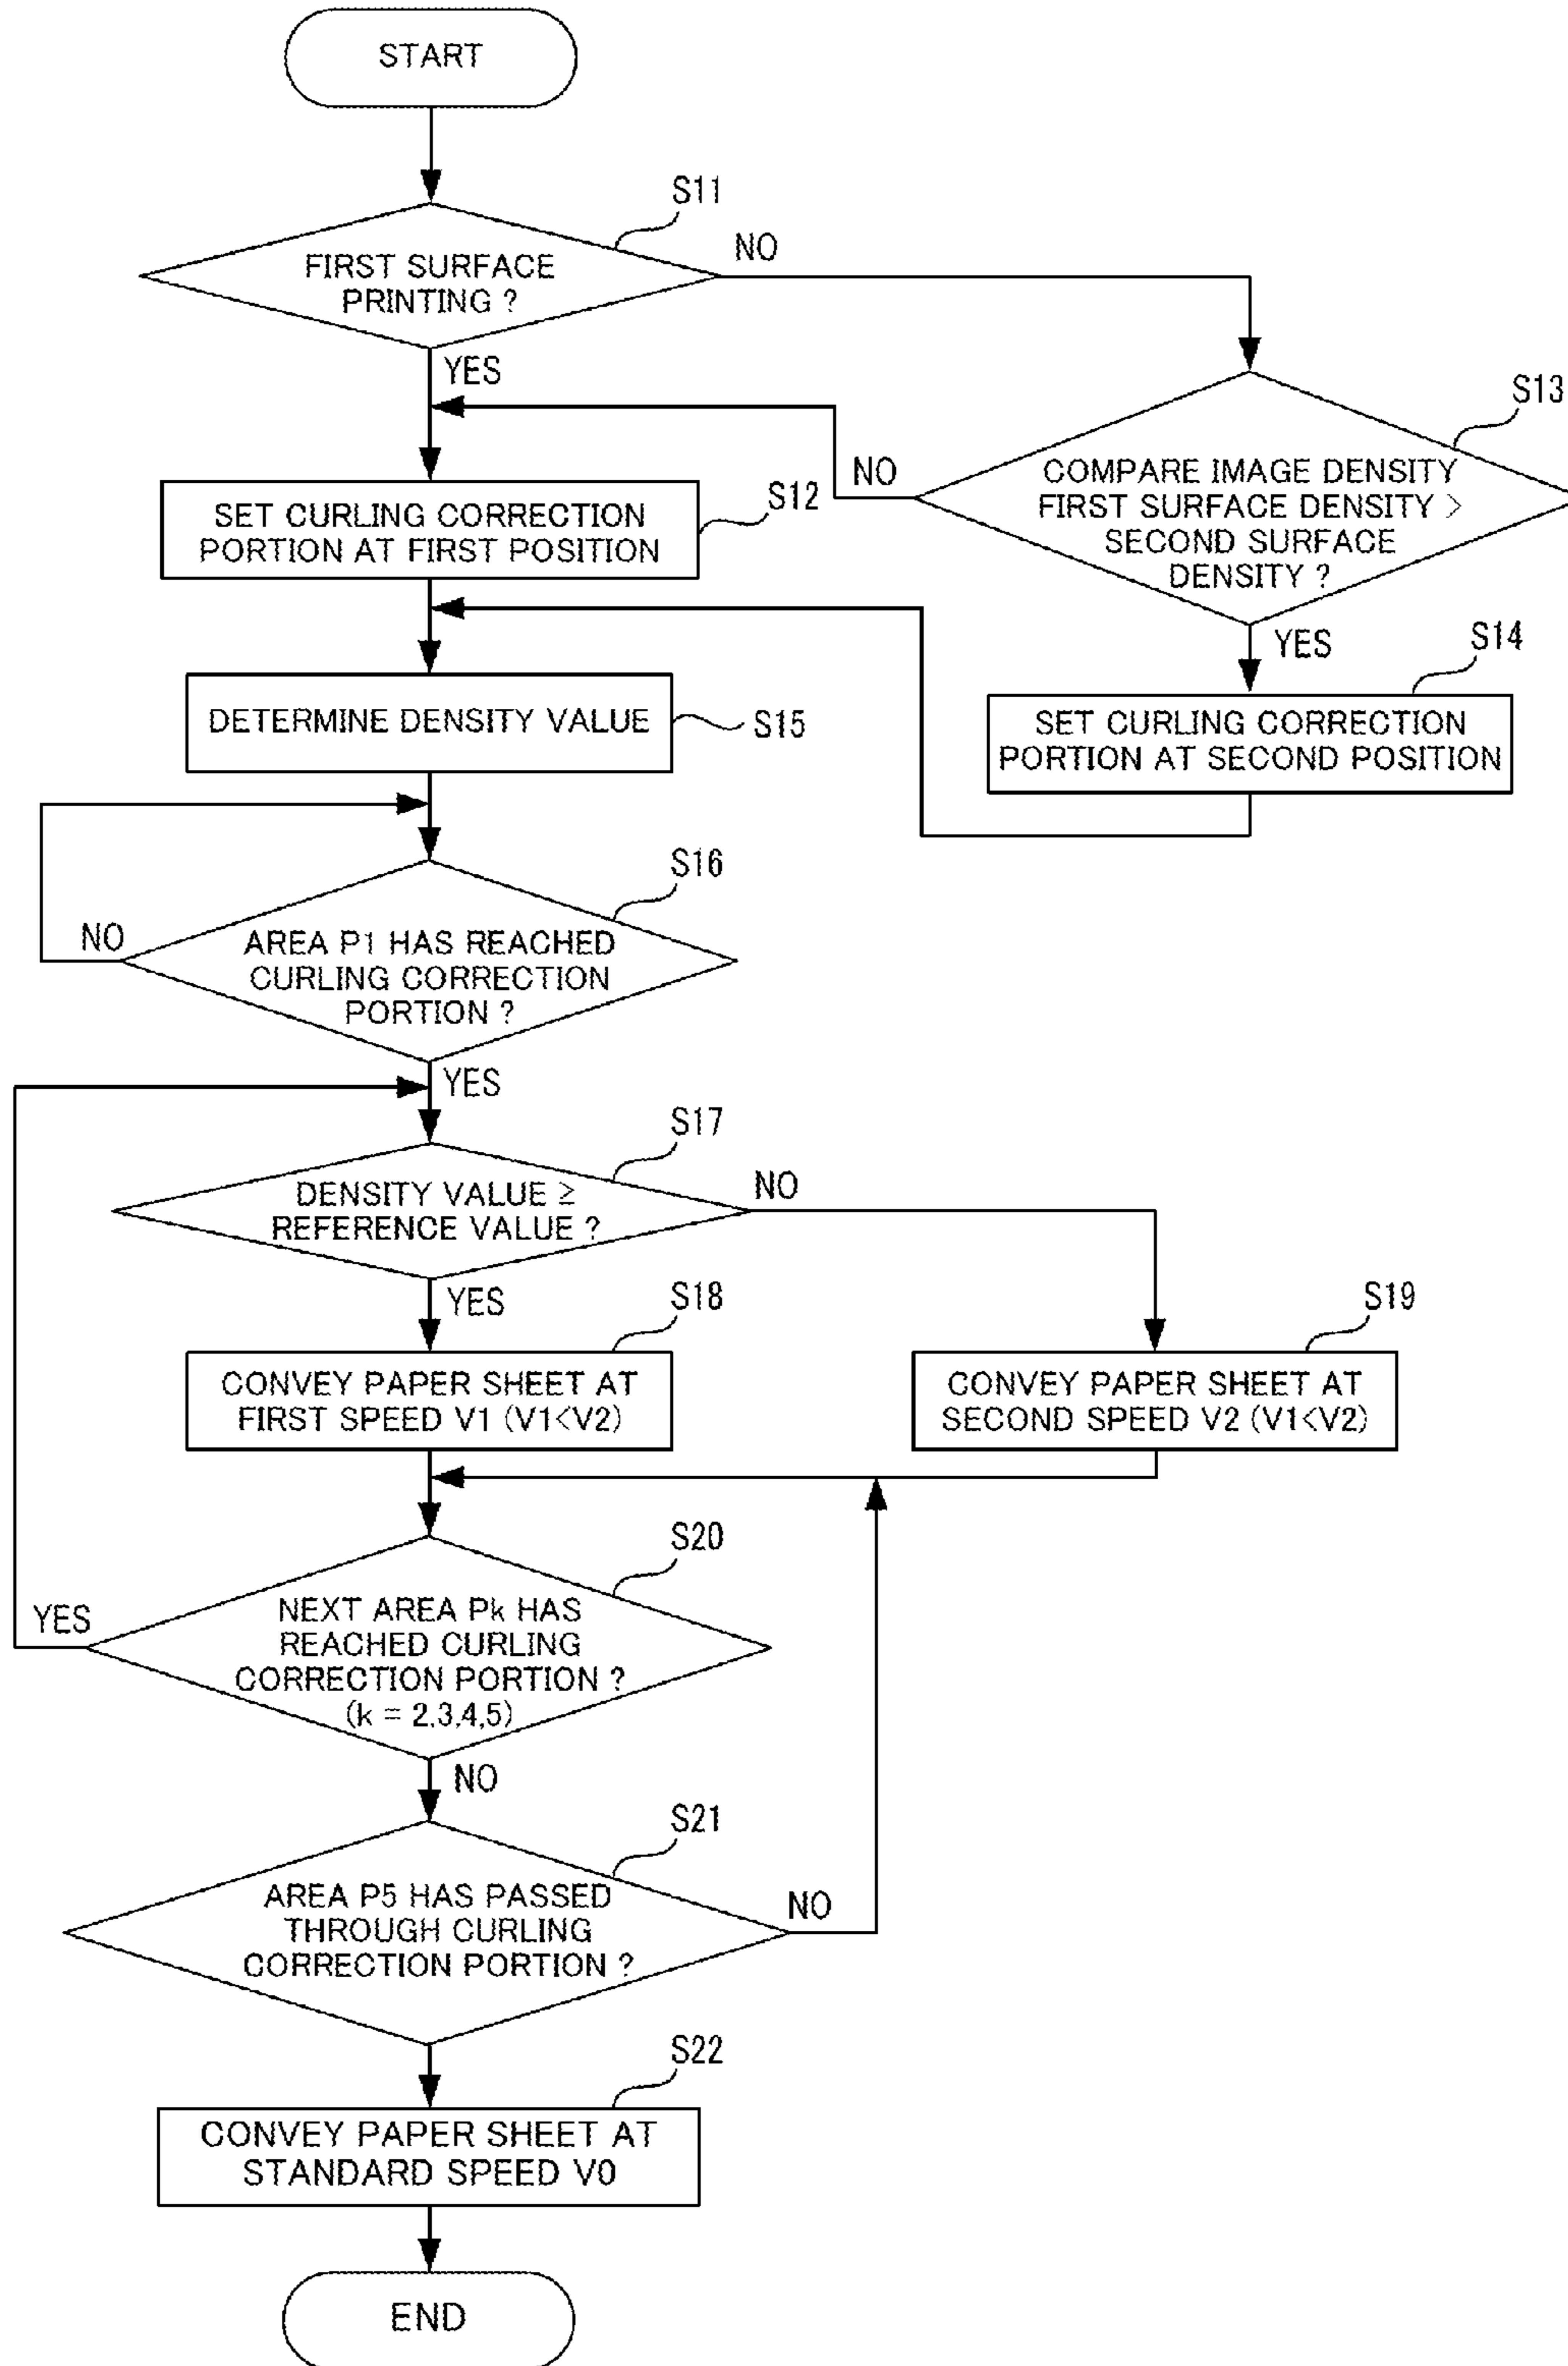 START
S11
FIRST SURFACE
PRINTING ?
NO
YES
S13
COMPARE IMAGE DENSITY
FIRST SURFACE DENSITY >
SECOND SURFACE
DENSITY ?
NO
S12
SET CURLING CORRECTION
PORTION AT FIRST POSITION
YES
S14
SET CURLING CORRECTION
PORTION AT SECOND POSITION
DETERMINE DENSITY VALUE
S15
S16
AREA P1 HAS REACHED
CURLING CORRECTION
PORTION ?
NO
YES
S17
DENSITY VALUE ≥
REFERENCE VALUE ?
NO
YES
S18
CONVEY PAPER SHEET AT
FIRST SPEED V1 (V1<V2)
S19
CONVEY PAPER SHEET AT
SECOND SPEED V2 (V1<V2)
S20
NEXT AREA Pk HAS
REACHED CURLING
CORRECTION PORTION ?
(k = 2,3,4,5)
YES
NO
S21
AREA P5 HAS PASSED
THROUGH CURLING
CORRECTION PORTION ?
NO
S22
CONVEY PAPER SHEET AT
STANDARD SPEED V0
END